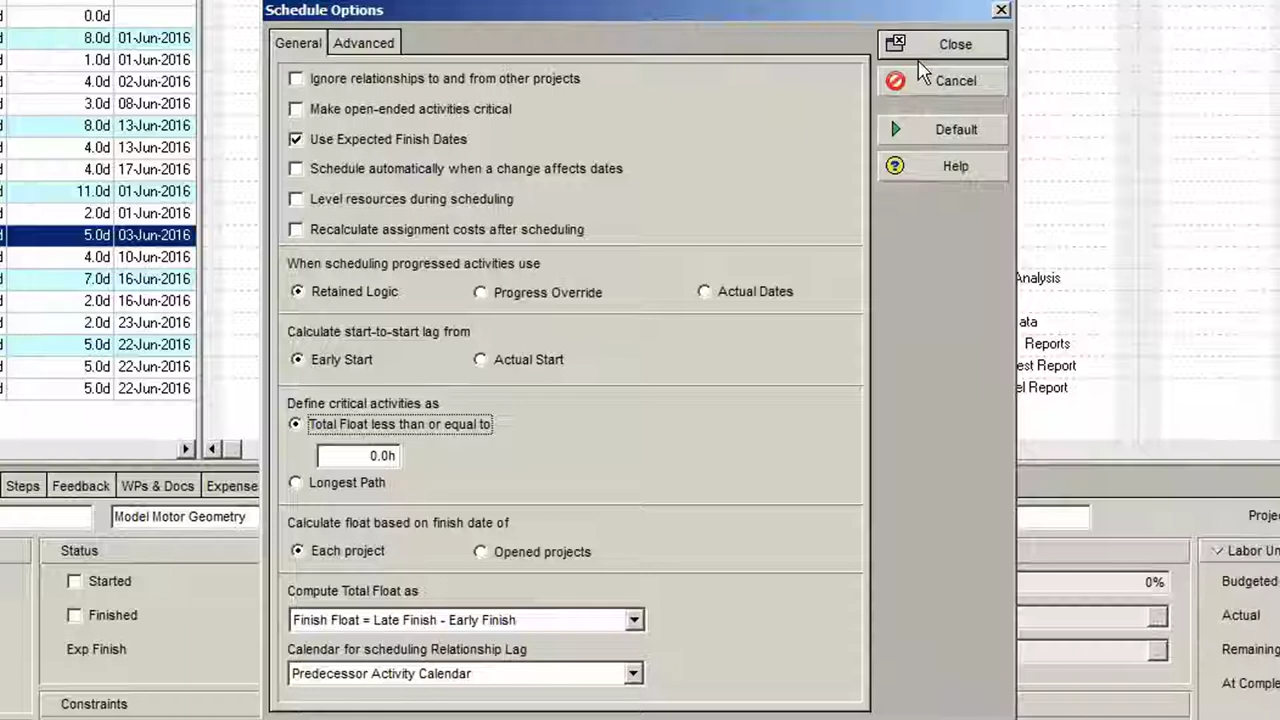 Schedule Options
General
Advanced
Ignore relationships to and from other projects
Make open-ended activities critical
Use Expected Finish Dates
Schedule automatically when a change affects dates
Level resources during scheduling
Recalculate assignment costs after scheduling
When scheduling progressed activities use
Retained Logic Progress Override Actual Dates
Calculate start-to-start lag from
Early Start Actual Start
Define critical activities as
Total Float less than or equal to
0.0h
Longest Path
Calculate float based on finish date of
Each project Opened projects
Compute Total Float as
Finish Float = Late Finish - Early Finish
Calendar for scheduling Relationship Lag
Predecessor Activity Calendar
Close
Cancel
Default
Help
0.0d
8.0d 01-Jun-2016
1.0d 01-Jun-2016
4.0d 02-Jun-2016
3.0d 08-Jun-2016
8.0d 13-Jun-2016
4.0d 13-Jun-2016
4.0d 17-Jun-2016
11.0d 01-Jun-2016
2.0d 01-Jun-2016
5.0d 03-Jun-2016
4.0d 10-Jun-2016
7.0d 16-Jun-2016
2.0d 16-Jun-2016
2.0d 23-Jun-2016
5.0d 22-Jun-2016
5.0d 22-Jun-2016
5.0d 22-Jun-2016
Analysis
ata
Reports
est Report
el Report
Steps Feedback WPs & Docs Expense
Model Motor Geometry
Status
Started
Finished
Exp Finish
Constraints
0%
Projec
Labor Un
Budgeted
Actual
Remaining
At Comple